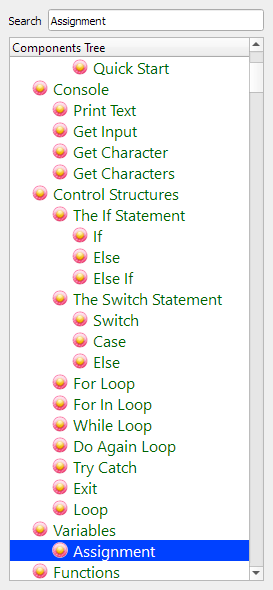 Search Assignment
Components Tree
Quick Start
Console
Print Text
Get Input
Get Character
Get Characters
Control Structures
The If Statement
If
Else
Else If
The Switch Statement
Switch
Case
Else
For Loop
For In Loop
While Loop
Do Again Loop
Try Catch
Exit
Loop
Variables
Assignment
Functions